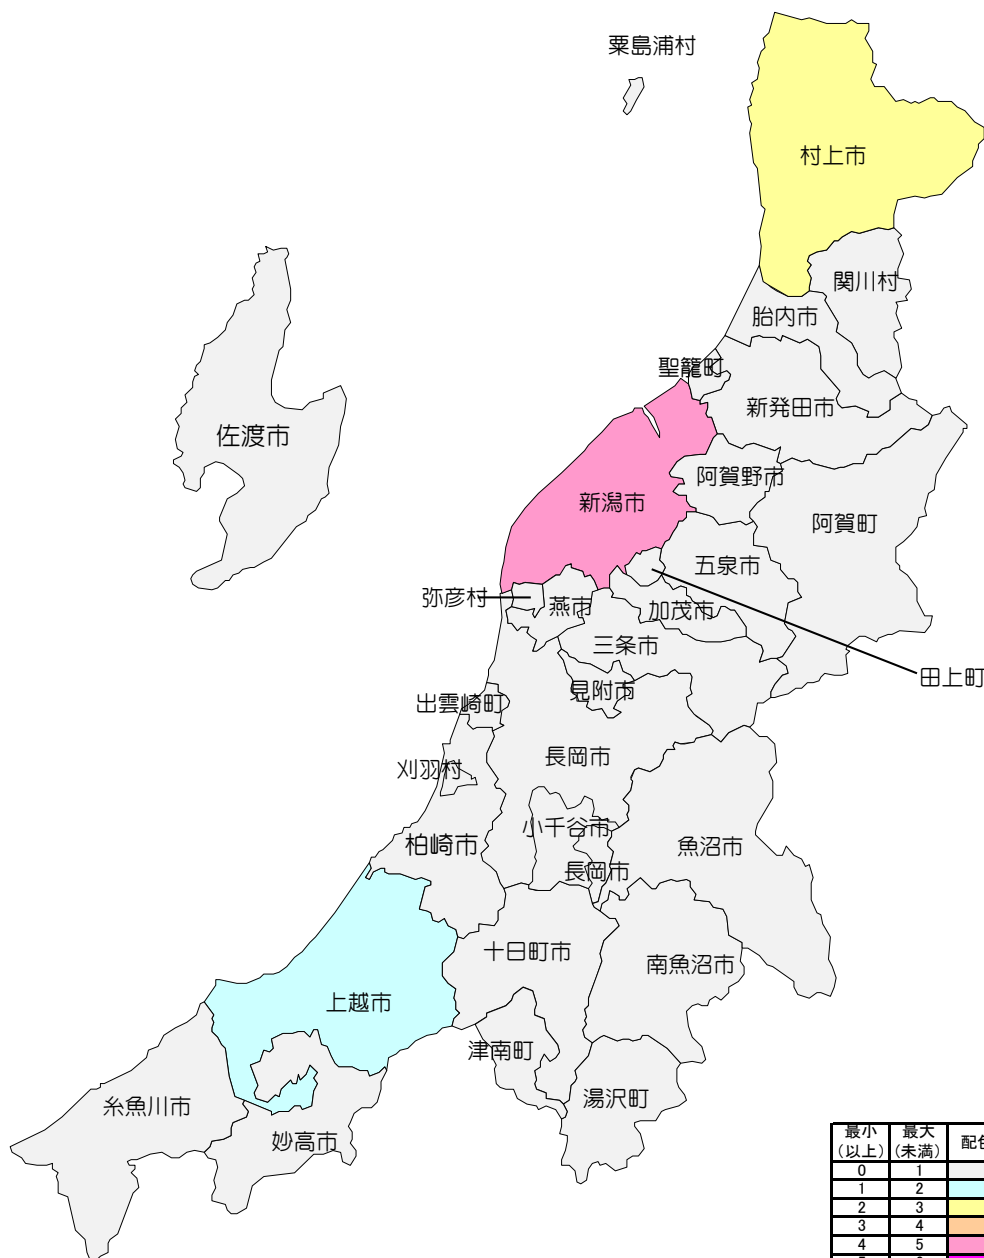 粟島浦村
村上市
関川村
胎内市
聖籠町
新発田市
佐渡市
阿賀野市
新潟市
阿賀町
五泉市
弥彦村
燕市
加茂市
三条市
田上町
見附市
出雲崎町
長岡市
刈羽村
小千谷市
柏崎市
魚沼市
長岡市
十日町市
南魚沼市
上越市
津南町
湯沢町
糸魚川市
妙高市
最小(以上) 最大(未満) 配色
0 1
1 2
2 3
3 4
4 5